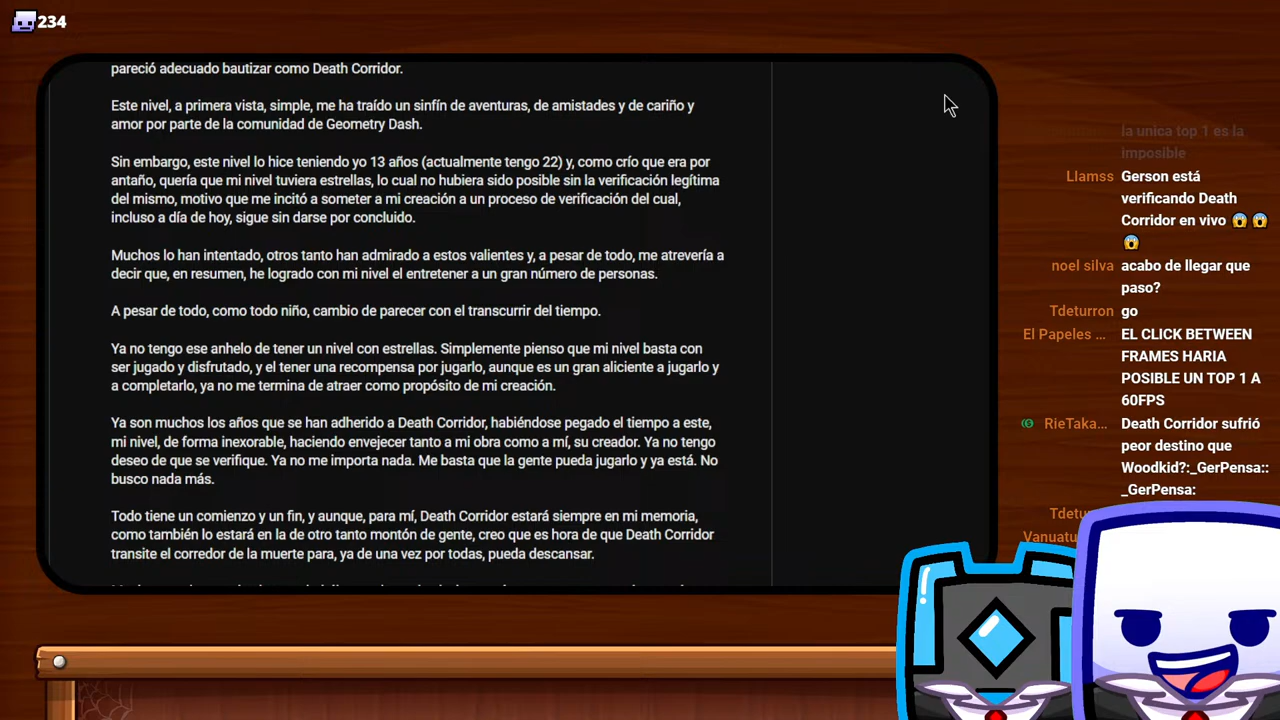 234
pareció adecuado bautizar como Death Corridor.
Este nivel, a primera vista, simple, me ha traído un sinfín de aventuras, de amistades y de cariño y
amor por parte de la comunidad de Geometry Dash.
Sin embargo, este nivel lo hice teniendo yo 13 años (actualmente tengo 22) y, como crío que era por
antaño, quería que mi nivel tuviera estrellas, lo cual no hubiera sido posible sin la verificación legítima
del mismo, motivo que me incitó a someter a mi creación a un proceso de verificación del cual,
incluso a día de hoy, sigue sin darse por concluido.
Muchos lo han intentado, otros tanto han admirado a estos valientes y, a pesar de todo, me atrevería a
decir que, en resumen, he logrado con mi nivel el entretener a un gran número de personas.
A pesar de todo, como todo niño, cambio de parecer con el transcurrir del tiempo.
Ya no tengo ese anhelo de tener un nivel con estrellas. Simplemente pienso que mi nivel basta con
ser jugado y disfrutado, y el tener una recompensa por jugarlo, aunque es un gran aliciente a jugarlo y
a completarlo, ya no me termina de atraer como propósito de mi creación.
Ya son muchos los años que se han adherido a Death Corridor, habiéndose pegado el tiempo a este,
mi nivel, de forma inexorable, haciendo envejecer tanto a mi obra como a mí, su creador. Ya no tengo
deseo de que se verifique. Ya no me importa nada. Me basta que la gente pueda jugarlo y ya está. No
busco nada más.
Todo tiene un comienzo y un fin, y aunque, para mí, Death Corridor estará siempre en mi memoria,
como también lo estará en la de otro tanto montón de gente, creo que es hora de que Death Corridor
transite el corredor de la muerte para, ya de una vez por todas, pueda descansar.
la unica top 1 es la
imposible
Llamss Gerson está
verificando Death
Corridor en vivo 😱😱
😱
noel silva acabo de llegar que
paso?
Tdeturron go
El Papeles ... EL CLICK BETWEEN
FRAMES HARIA
POSIBLE UN TOP 1 A
60FPS
RieTaka... Death Corridor sufrió
peor destino que
Woodkid?:_GerPensa::
_GerPensa:
Tdetu
Vanuatu